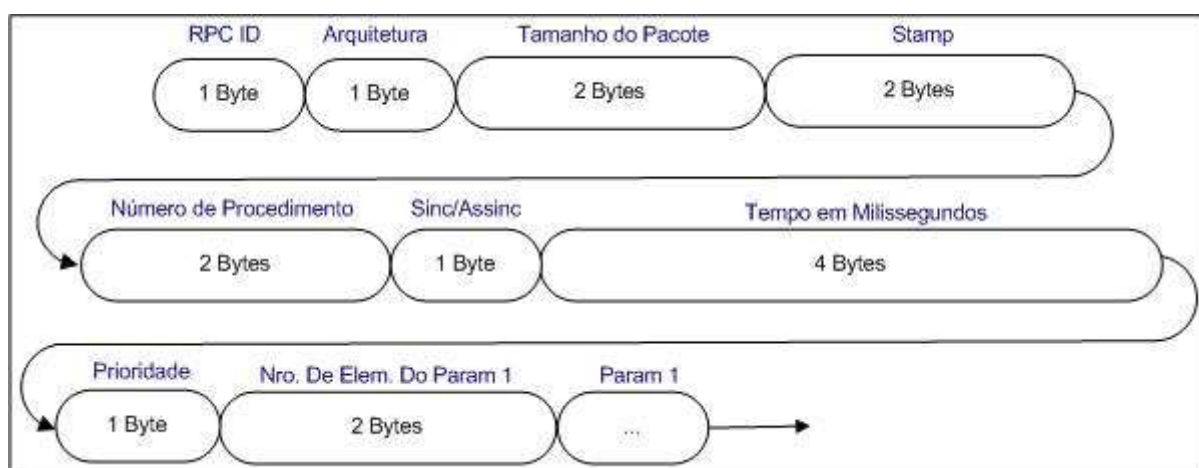 RPC ID Arquitetura Tamanho do Pacote Stamp
1 Byte 1 Byte 2 Bytes 2 Bytes
Número de Procedimento Sinc/Assinc Tempo em Milissegundos
2 Bytes 1 Byte 4 Bytes
Prioridade Nro. De Elem. Do Param 1 Param 1
1 Byte 2 Bytes ...